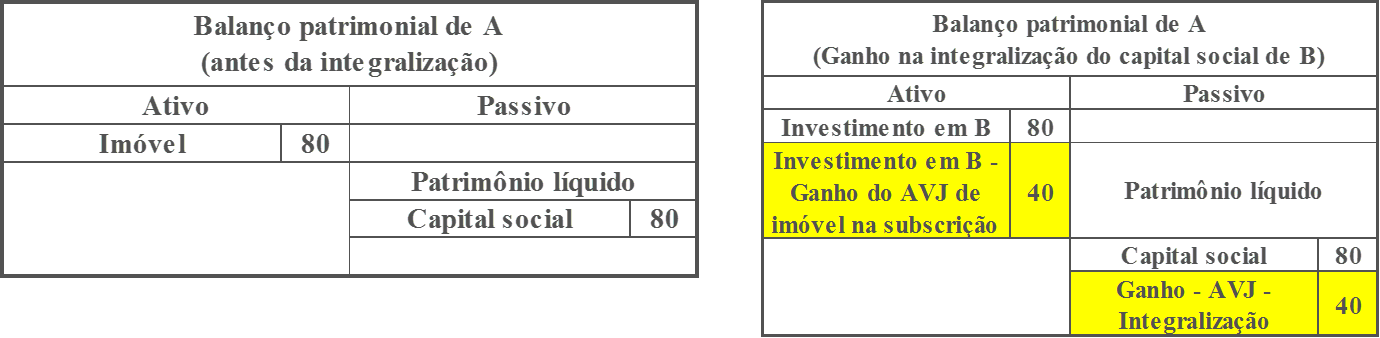 Balanço patrimonial de A
(antes da integralização)
Ativo Passivo
Imóvel 80
Patrimônio líquido
Capital social 80
Balanço patrimonial de A
(Ganho na integralização do capital social de B)
Ativo Passivo
Investimento em B 80
Investimento em B -
Ganho do AVJ de
imóvel na subscrição
40
Patrimônio líquido
Capital social 80
Ganho - AVJ -
Integralização
40